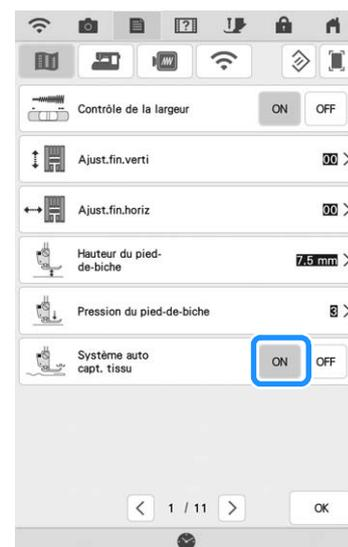 Contrôle de la largeur ON OFF
Ajust.fin.verti 00
Ajust.fin.horiz 00
Hauteur du pied-
de-biche 7.5 mm
Pression du pied-de-biche 3
Système auto
capt. tissu ON OFF
1 / 11 OK